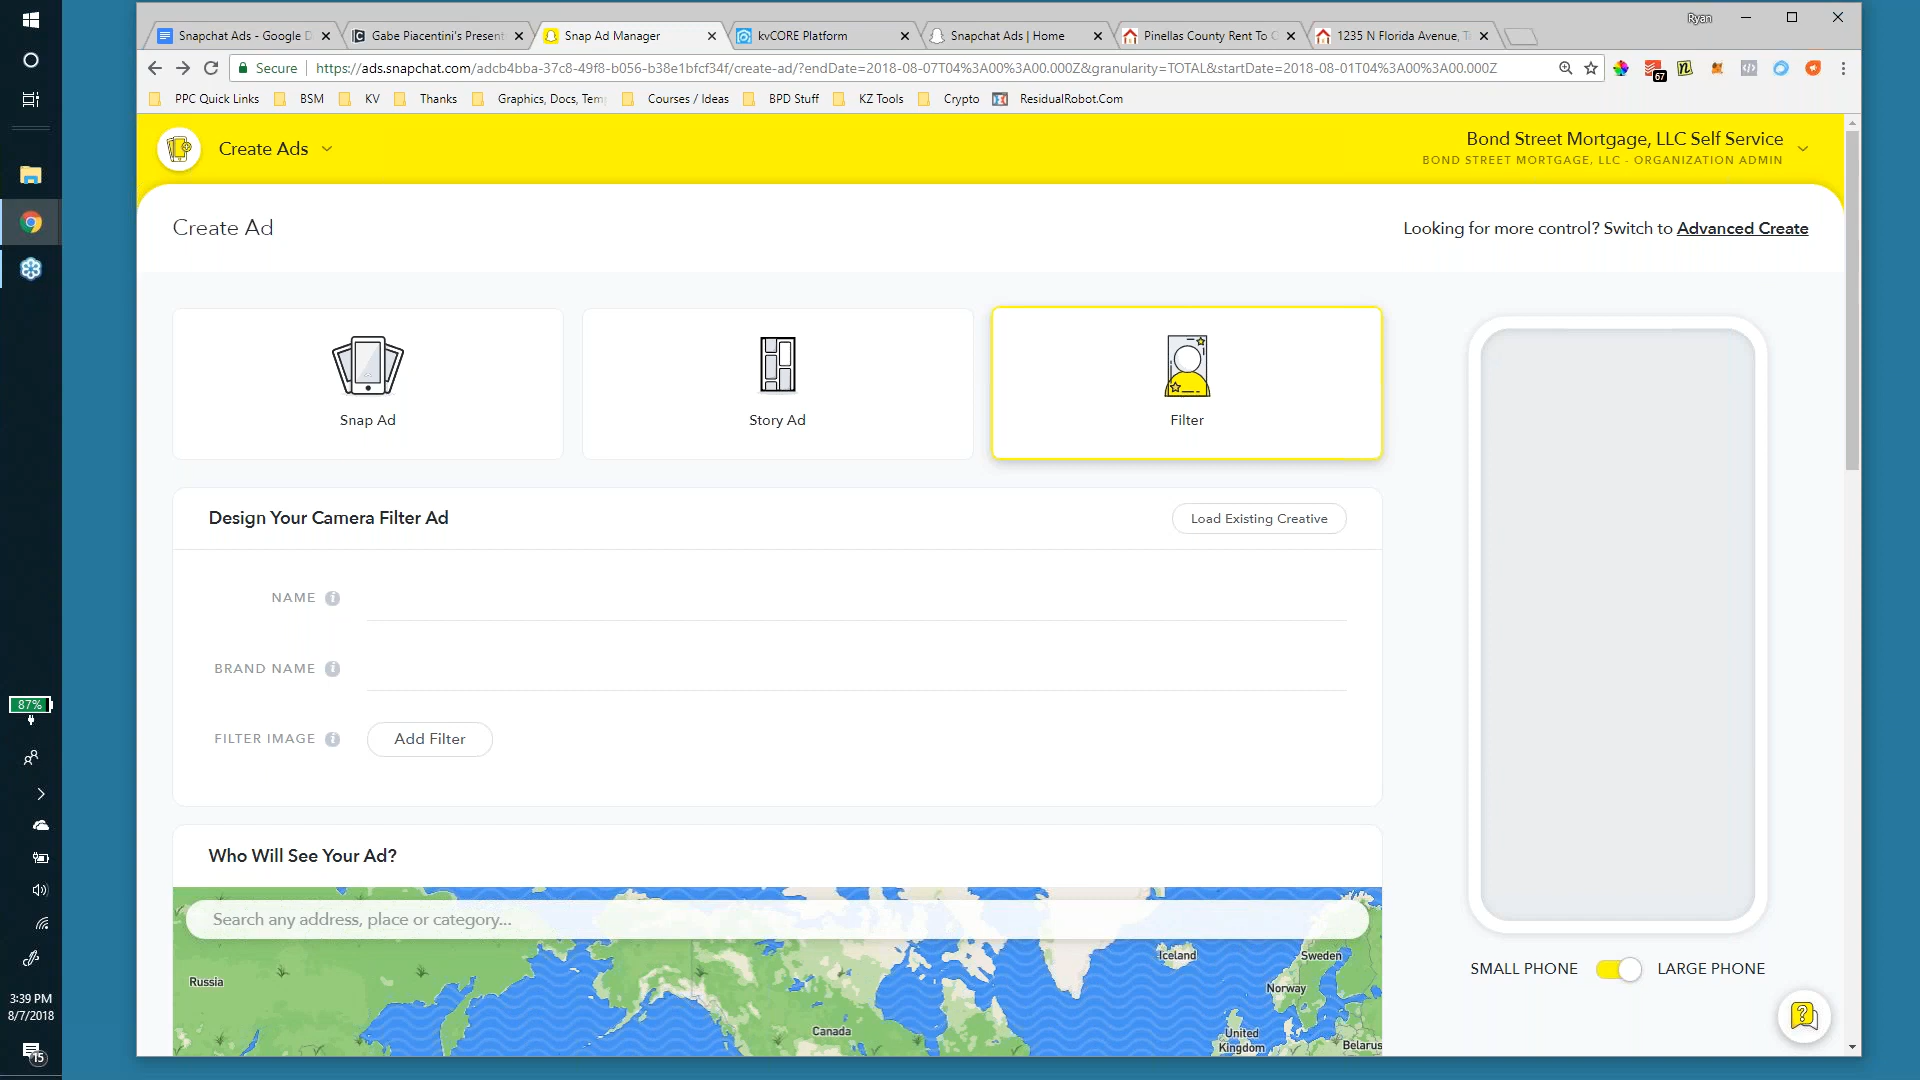 Ryan
Snapchat Ads - Google D
Gabe Piacentini's Present
Snap Ad Manager
kvCORE Platform
Snapchat Ads | Home
Pinellas County Rent To
1235 N Florida Avenue,
Secure
https://ads.snapchat.com/adcb4bba-37c8-49f8-b056-b38e1bfcf34f/create-ad/?endDate=2018-08-07T04%3A00%3A00.000Z&granularity=TOTAL&startDate=2018-08-01T04%3A00%3A00.000Z
67
PPC Quick Links
BSM
KV
Thanks
Graphics, Docs, Tem
Courses / Ideas
BPD Stuff
KZ Tools
Crypto
ResidualRobot.Com
Create Ads
Bond Street Mortgage, LLC Self Service
BOND STREET MORTGAGE, LLC - ORGANIZATION ADMIN
Create Ad
Looking for more control? Switch to Advanced Create
Snap Ad
Story Ad
Filter
Design Your Camera Filter Ad
Load Existing Creative
NAME
BRAND NAME
FILTER IMAGE
Add Filter
Who Will See Your Ad?
Search any address, place or category...
Russia
Canada
Iceland
Sweden
Norway
United
Kingdom
Belarus
SMALL PHONE
LARGE PHONE
87%
3:39 PM
8/7/2018
15